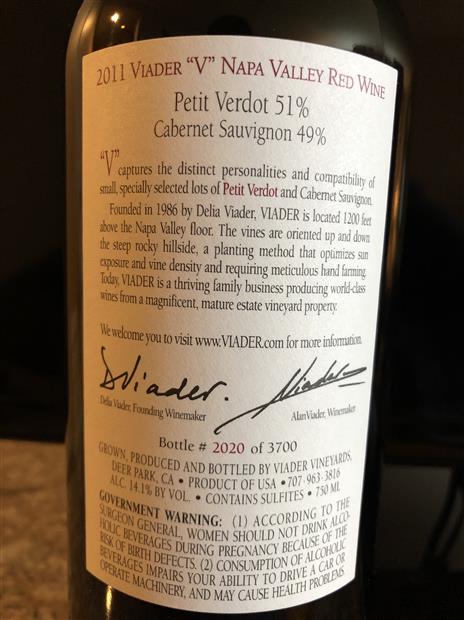 2011 VIADER "V" NAPA VALLEY RED WINE
Petit Verdot 51%
Cabernet Sauvignon 49%
"V" captures the distinct personalities and compatibility of
small, specially selected lots of Petit Verdot and Cabernet Sauvignon.
Founded in 1986 by Delia Viader, VIADER is located 1200 feet
above the Napa Valley floor. The vines are oriented up and down
the steep rocky hillside, a planting method that optimizes sun
exposure and vine density and requiring meticulous hand farming.
Today, VIADER is a thriving family business producing world-class
wines from a magnificent, mature estate vineyard property.
We welcome you to visit www.VIADER.com for more information.
DViader. AViader
Delia Viader, Founding Winemaker Alan Viader, Winemaker
Bottle # 2020 of 3700
GROWN, PRODUCED AND BOTTLED BY VIADER VINEYARDS,
DEER PARK, CA • PRODUCT OF USA • 707-963-3816
ALC. 14.1% BY VOL. • CONTAINS SULFITES • 750 ML
GOVERNMENT WARNING: (1) ACCORDING TO THE
SURGEON GENERAL, WOMEN SHOULD NOT DRINK ALCO-
HOLIC BEVERAGES DURING PREGNANCY BECAUSE OF THE
RISK OF BIRTH DEFECTS. (2) CONSUMPTION OF ALCOHOLIC
BEVERAGES IMPAIRS YOUR ABILITY TO DRIVE A CAR OR
OPERATE MACHINERY, AND MAY CAUSE HEALTH PROBLEMS.